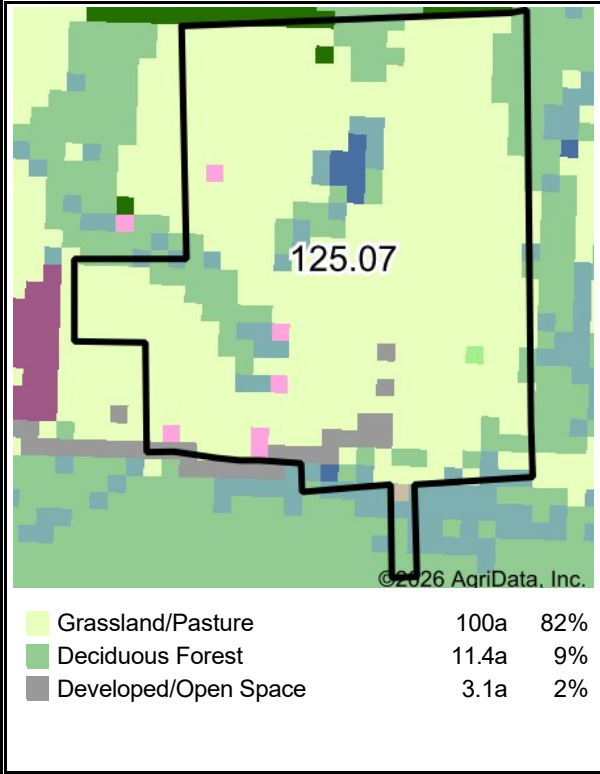 125.07
©2026 AgriData, Inc.
Grassland/Pasture 100a 82%
Deciduous Forest 11.4a 9%
Developed/Open Space 3.1a 2%